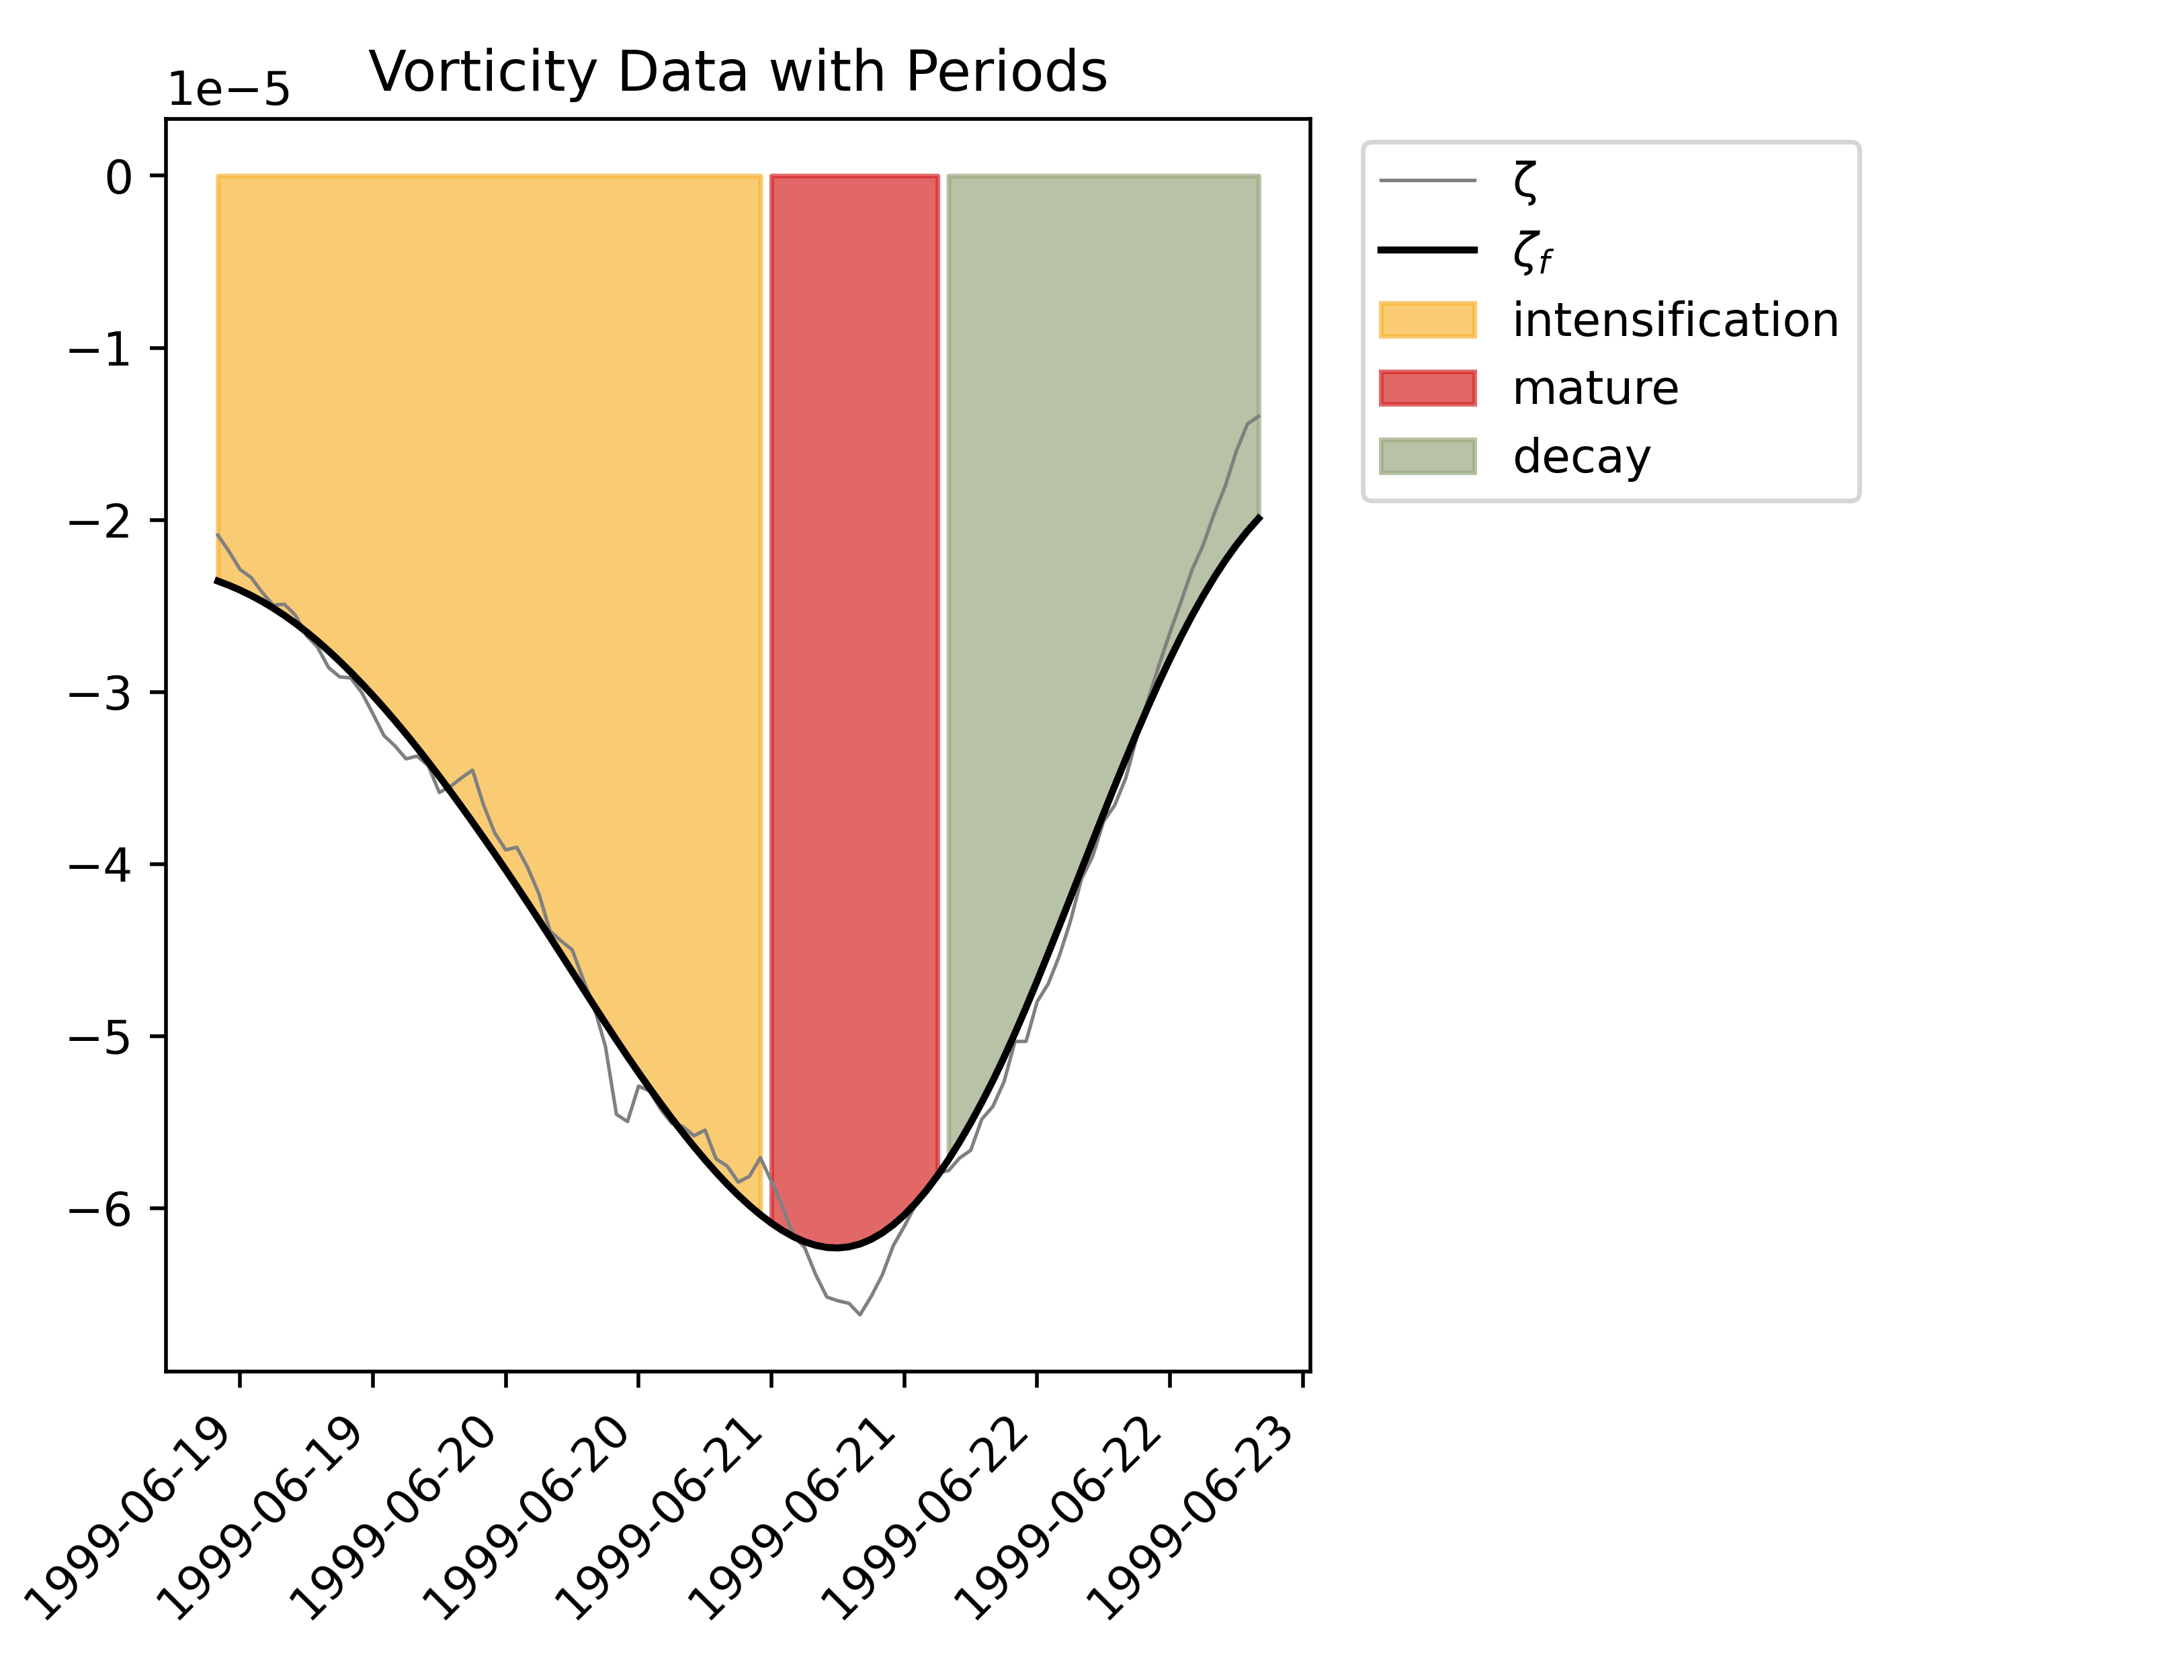 Vorticity Data with Periods
1e−5
0
−1
−2
−3
−4
−5
−6
1999-06-19
1999-06-19
1999-06-20
1999-06-20
1999-06-21
1999-06-21
1999-06-22
1999-06-22
1999-06-23
ζ
ζf
intensification
mature
decay